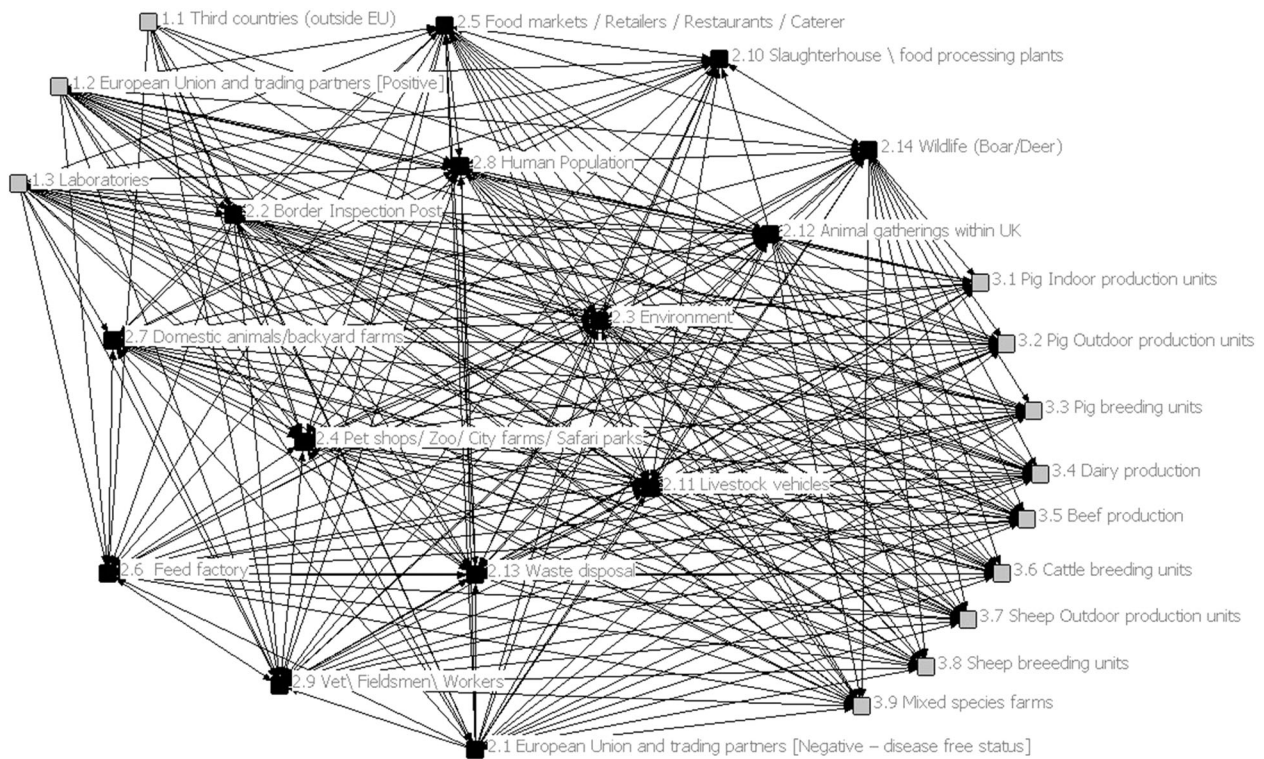 1.1 Third countries (outside EU)
2.5 Food markets / Retailers / Restaurants / Caterer
2.10 Slaughterhouse \ food processing plants
1.2 European Union and trading partners [Positive]
2.14 Wildlife (Boar/Deer)
2.8 Human Population
1.3 Laboratories
2.2 Border Inspection Post
2.12 Animal gatherings within UK
3.1 Pig Indoor production units
2.3 Environment
2.7 Domestic animals/backyard farms
3.2 Pig Outdoor production units
3.3 Pig breeding units
2.4 Pet shops/ Zoo/ City farms/ Safari parks
3.4 Dairy production
2.11 Livestock vehicles
3.5 Beef production
2.6 Feed factory
2.13 Waste disposal
3.6 Cattle breeding units
3.7 Sheep Outdoor production units
3.8 Sheep breeeding units
2.9 Vet\ Fieldsmen\ Workers
3.9 Mixed species farms
2.1 European Union and trading partners [Negative – disease free status]